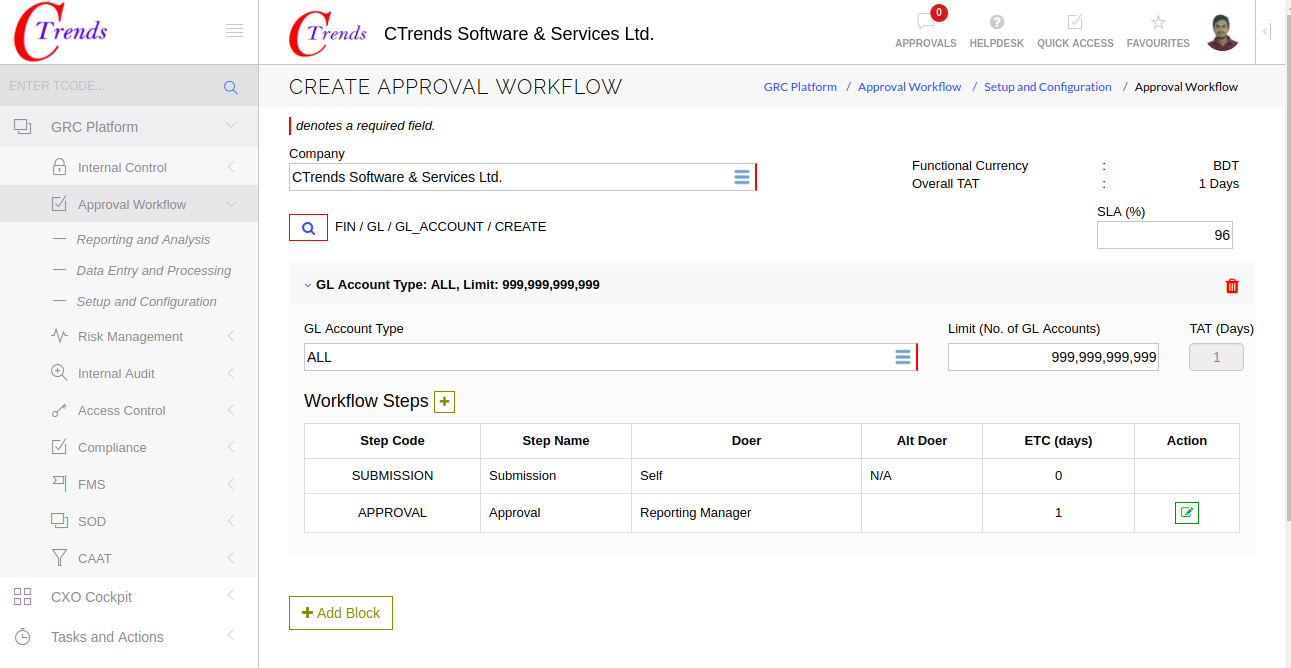 C Trends
ENTER TCODE...
GRC Platform
Internal Control
Approval Workflow
Reporting and Analysis
Data Entry and Processing
Setup and Configuration
Risk Management
Internal Audit
Access Control
Compliance
FMS
SOD
CAAT
CXO Cockpit
Tasks and Actions
C Trends CTrends Software & Services Ltd.
0
APPROVALS HELPDESK QUICK ACCESS FAVOURITES
CREATE APPROVAL WORKFLOW GRC Platform / Approval Workflow / Setup and Configuration / Approval Workflow
denotes a required field.
Company
CTrends Software & Services Ltd.
Functional Currency : BDT
Overall TAT : 1 Days
FIN / GL / GL_ACCOUNT / CREATE
SLA (%)
96
GL Account Type: ALL, Limit: 999,999,999,999
GL Account Type Limit (No. of GL Accounts) TAT (Days)
ALL 999,999,999,999 1
Workflow Steps
Step Code Step Name Doer Alt Doer ETC (days) Action
SUBMISSION Submission Self N/A 0
APPROVAL Approval Reporting Manager 1
Add Block